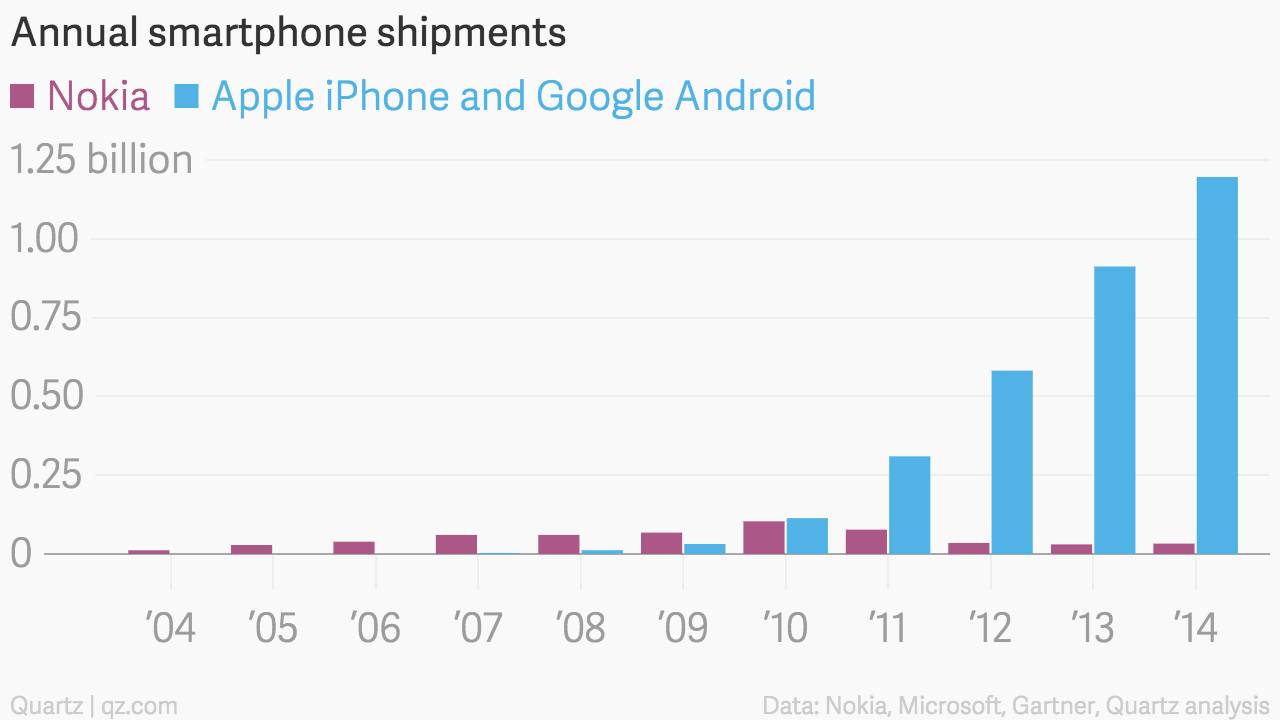 Annual smartphone shipments
Nokia Apple iPhone and Google Android
1.25 billion
1.00
0.75
0.50
0.25
0
’04 ’05 ’06 ’07 ’08 ’09 ’10 ’11 ’12 ’13 ’14
Quartz | qz.com Data: Nokia, Microsoft, Gartner, Quartz analysis